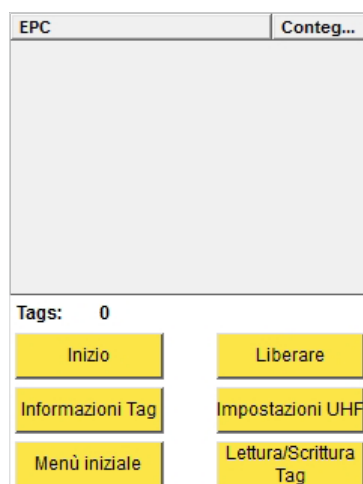 EPC Conteg...
Tags: 0
Inizio Liberare
Informazioni Tag Impostazioni UHF
Menù iniziale Lettura/Scrittura
Tag